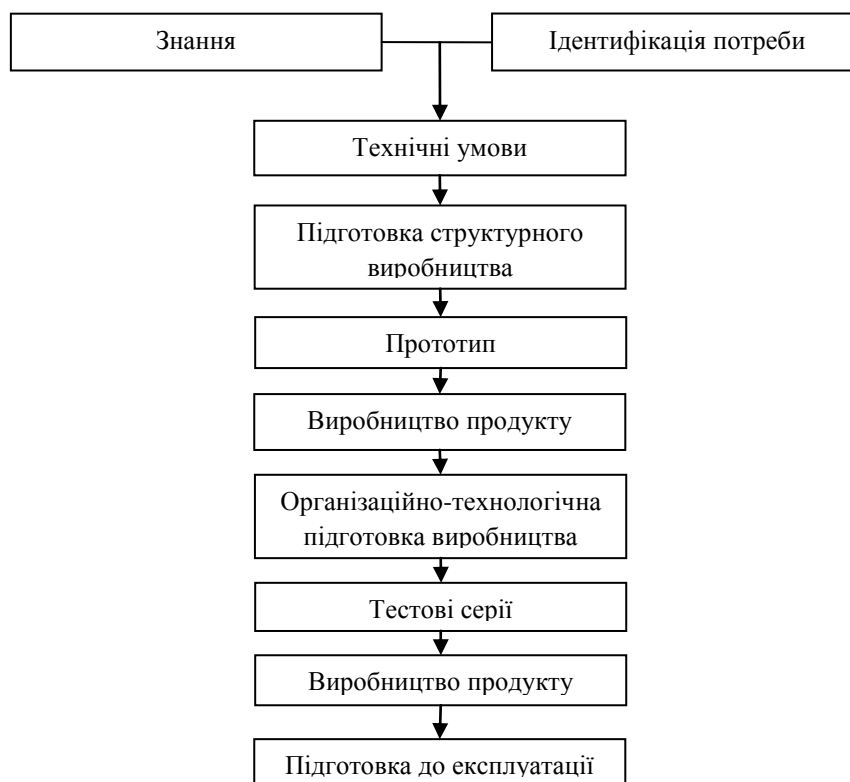 Знання
Ідентифікація потреби
Технічні умови
Підготовка структурного
виробництва
Прототип
Виробництво продукту
Організаційно-технологічна
підготовка виробництва
Тестові серії
Виробництво продукту
Підготовка до експлуатації